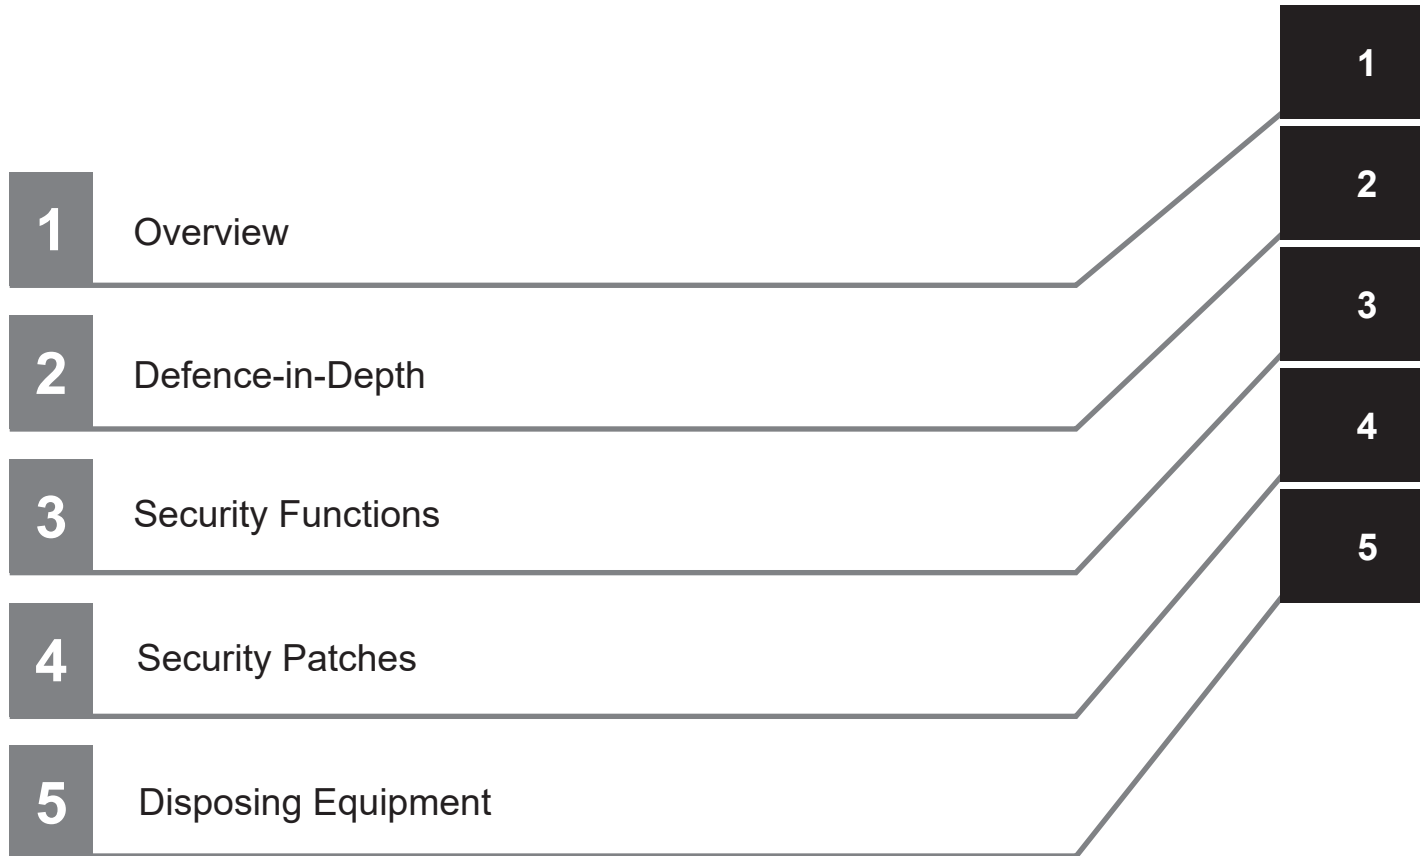 1 Overview
2 Defence-in-Depth
3 Security Functions
4 Security Patches
5 Disposing Equipment
1
2
3
4
5